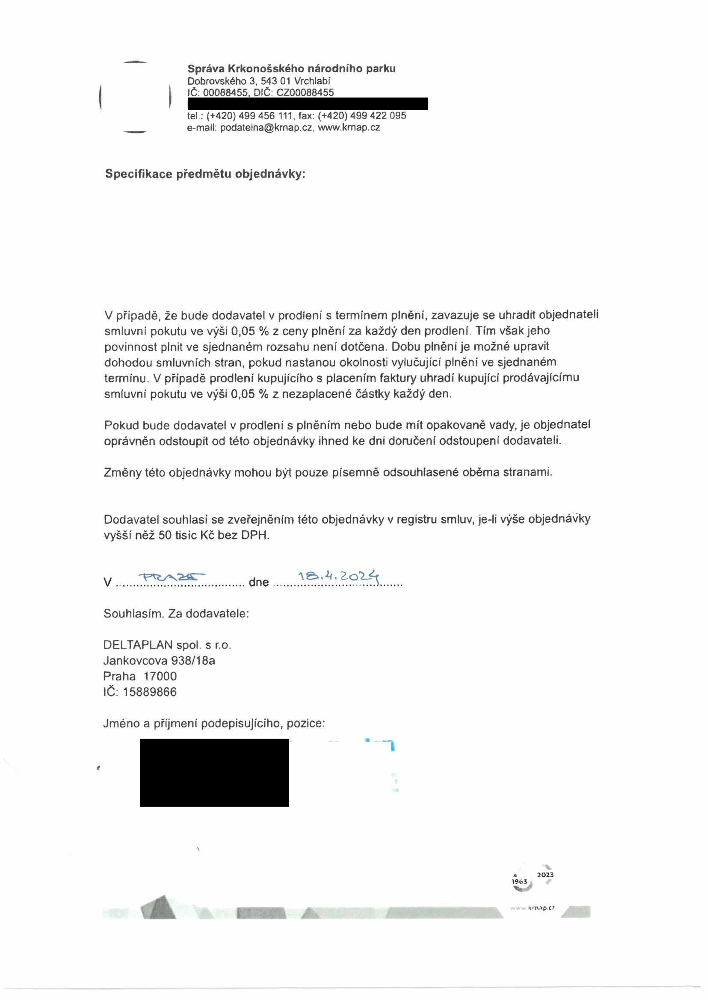 Správa Krkonošského národního parku
Dobrovského 3, 543 01 Vrchlabí
IČ: 00088455, DIČ: CZ00088455
tel.: (+420) 499 456 111, fax: (+420) 499 422 095
e-mail: podatelna@krnap.cz, www.krnap.cz
Specifikace předmětu objednávky:
V případě, že bude dodavatel v prodlení s termínem plnění, zavazuje se uhradit objednateli
smluvní pokutu ve výši 0,05 % z ceny plnění za každý den prodlení. Tím však jeho
povinnost plnit ve sjednaném rozsahu není dotčena. Dobu plnění je možné upravit
dohodou smluvních stran, pokud nastanou okolnosti vylučující plnění ve sjednaném
termínu. V případě prodlení kupujícího s placením faktury uhradí kupující prodávajícímu
smluvní pokutu ve výši 0,05 % z nezaplacené částky každý den.
Pokud bude dodavatel v prodlení s plněním nebo bude mít opakovaně vady, je objednatel
oprávněn odstoupit od této objednávky ihned ke dni doručení odstoupení dodavateli.
Změny této objednávky mohou být pouze písemně odsouhlasené oběma stranami.
Dodavatel souhlasí se zveřejněním této objednávky v registru smluv, je-li výše objednávky
vyšší něž 50 tisíc Kč bez DPH.
V PRAZE dne 18.4.2024
Souhlasím. Za dodavatele:
DELTAPLAN spol. s r.o.
Jankovcova 938/18a
Praha 17000
IČ: 15889866
Jméno a příjmení podepisujícího, pozice:
2023
1963
www.krnap.cz